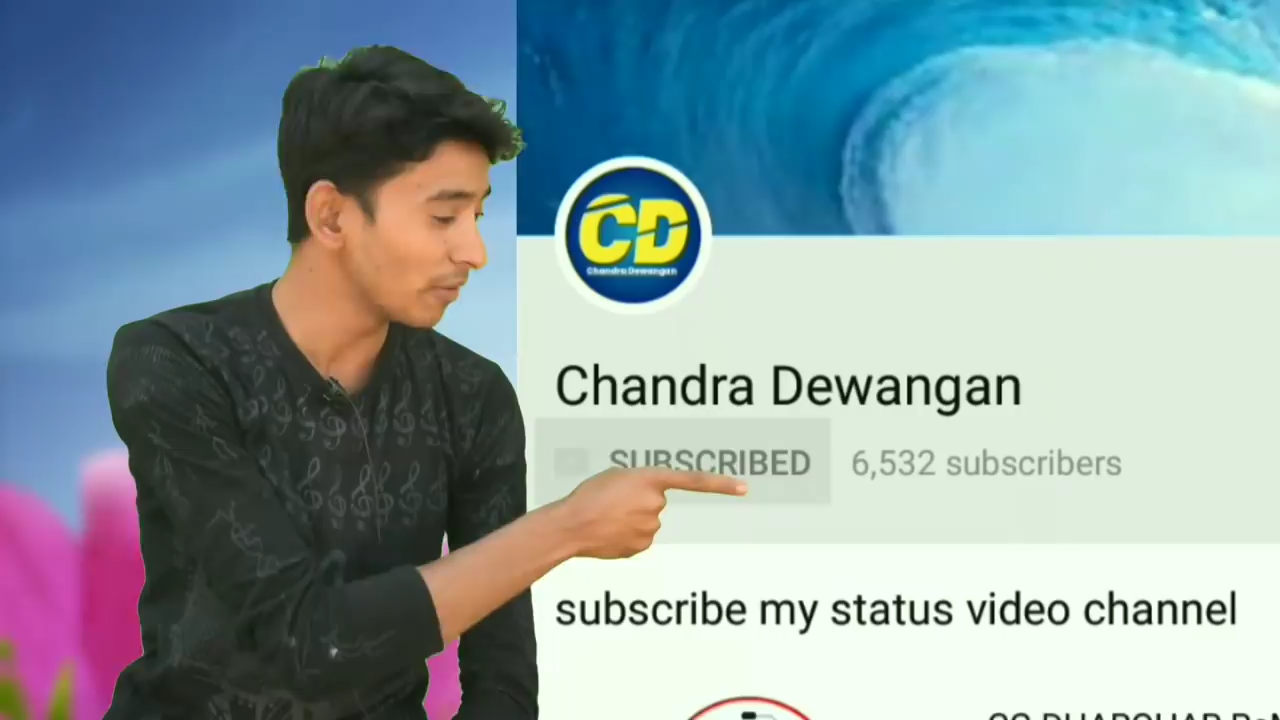 CD
Chandra Dewangan
Chandra Dewangan
SUBSCRIBED 6,532 subscribers
subscribe my status video channel